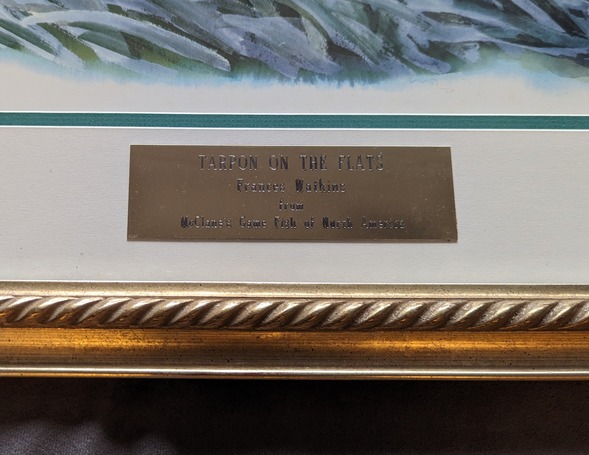 TARPON ON THE FLATS
Frances Watkins
from
McClane's Game Fish of North America